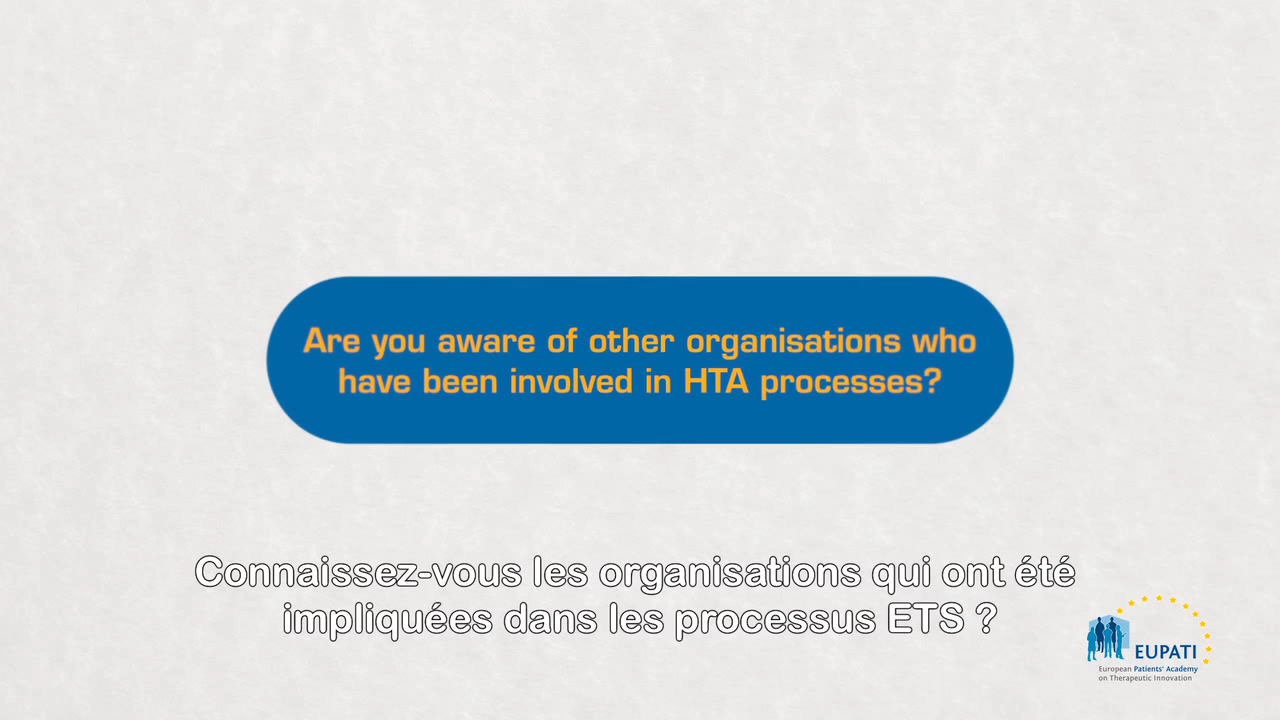 Are you aware of other organisations who
have been involved in HTA processes?
Connaissez-vous les organisations qui ont été
impliquées dans les processus ETS ?
EUPATI
European Patients' Academy
on Therapeutic Innovation